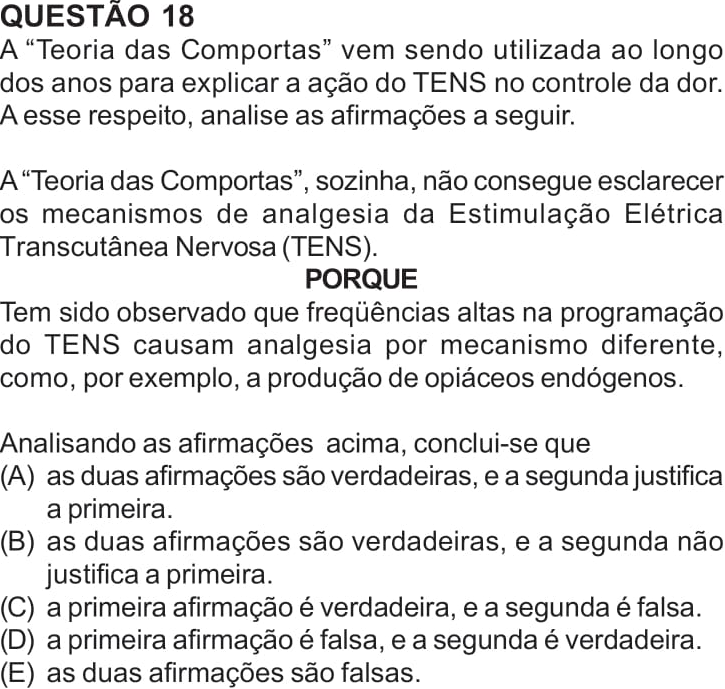 QUESTÃO 18
A “Teoria das Comportas” vem sendo utilizada ao longo
dos anos para explicar a ação do TENS no controle da dor.
A esse respeito, analise as afirmações a seguir.
A “Teoria das Comportas”, sozinha, não consegue esclarecer
os mecanismos de analgesia da Estimulação Elétrica
Transcutânea Nervosa (TENS).
PORQUE
Tem sido observado que freqüências altas na programação
do TENS causam analgesia por mecanismo diferente,
como, por exemplo, a produção de opiáceos endógenos.
Analisando as afirmações acima, conclui-se que
(A) as duas afirmações são verdadeiras, e a segunda justifica
a primeira.
(B) as duas afirmações são verdadeiras, e a segunda não
justifica a primeira.
(C) a primeira afirmação é verdadeira, e a segunda é falsa.
(D) a primeira afirmação é falsa, e a segunda é verdadeira.
(E) as duas afirmações são falsas.